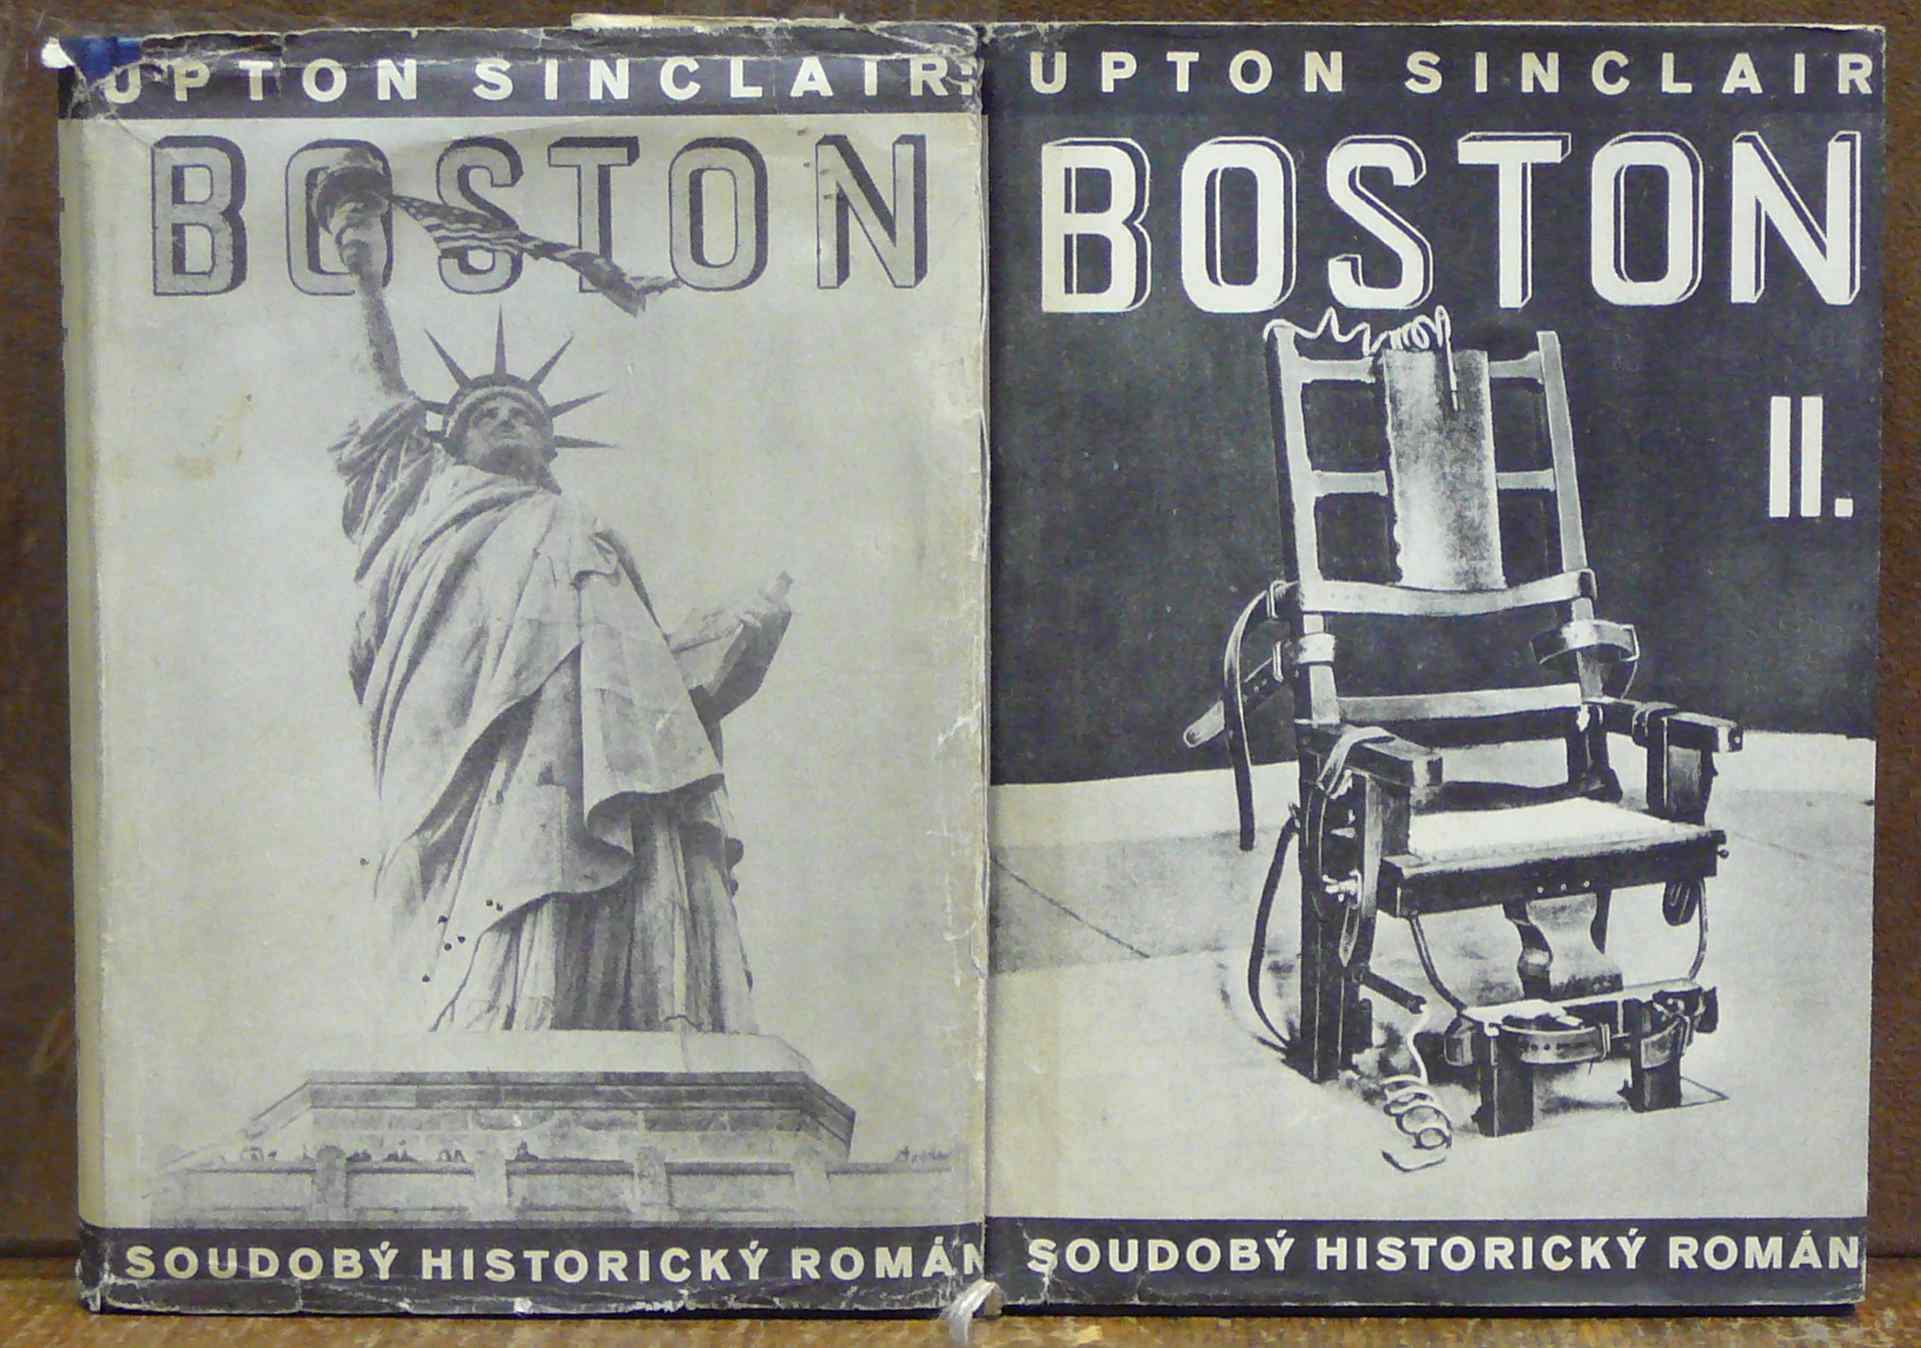 UPTON SINCLAIR
BOSTON
SOUDOBÝ HISTORICKÝ ROMÁN
UPTON SINCLAIR
BOSTON
II.
SOUDOBÝ HISTORICKÝ ROMÁN